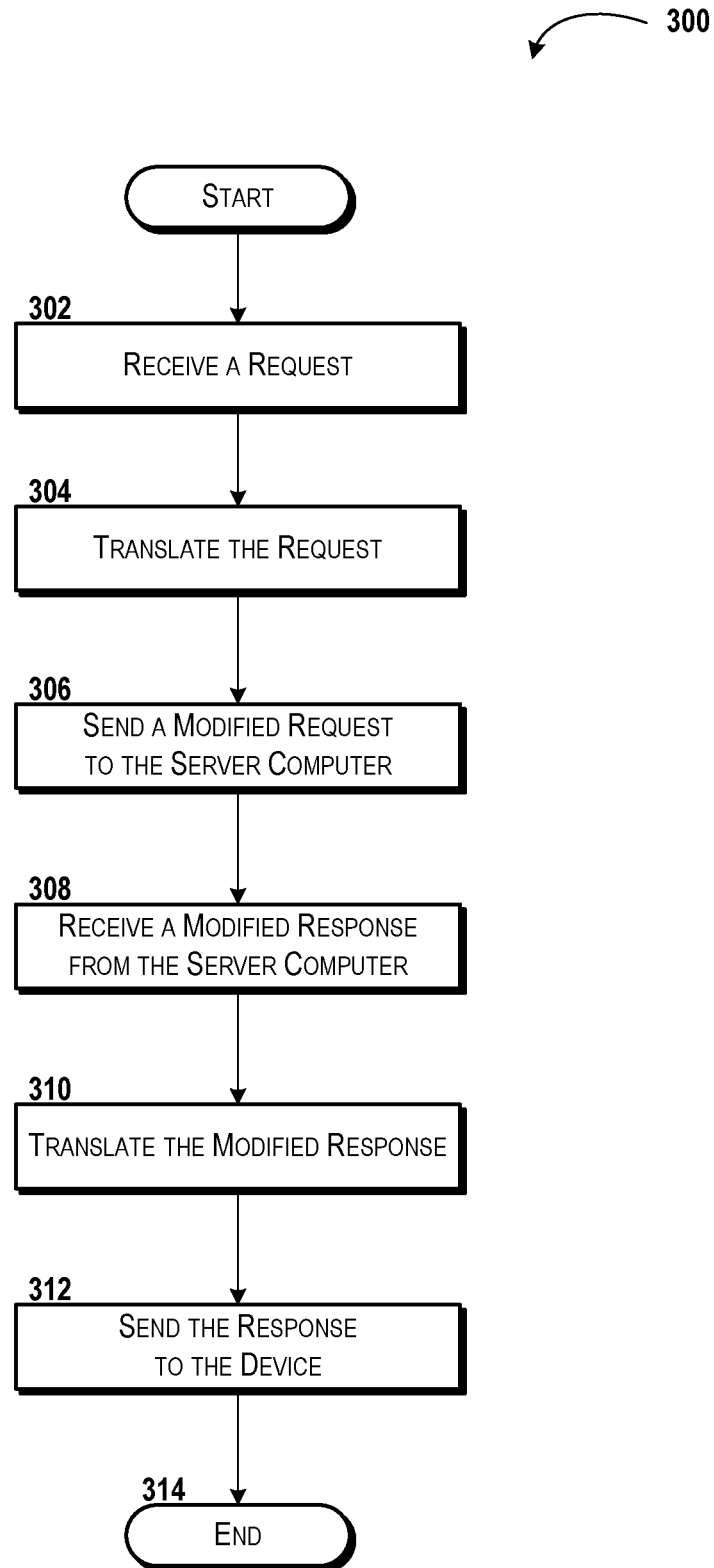 300
START
302
RECEIVE A REQUEST
304
TRANSLATE THE REQUEST
306
SEND A MODIFIED REQUEST
TO THE SERVER COMPUTER
308
RECEIVE A MODIFIED RESPONSE
FROM THE SERVER COMPUTER
310
TRANSLATE THE MODIFIED RESPONSE
312
SEND THE RESPONSE
TO THE DEVICE
314
END